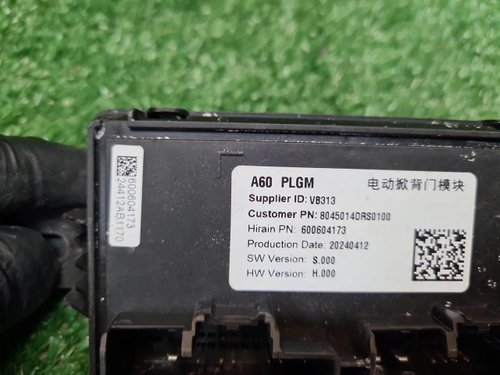 A60 PLGM 电动掀背门模块
Supplier ID: VB313
Customer PN: 8045014DRS0100
Hirain PN: 600604173
Production Date: 20240412
SW Version: S.000
HW Version: H.000
600604173
24412AB1170